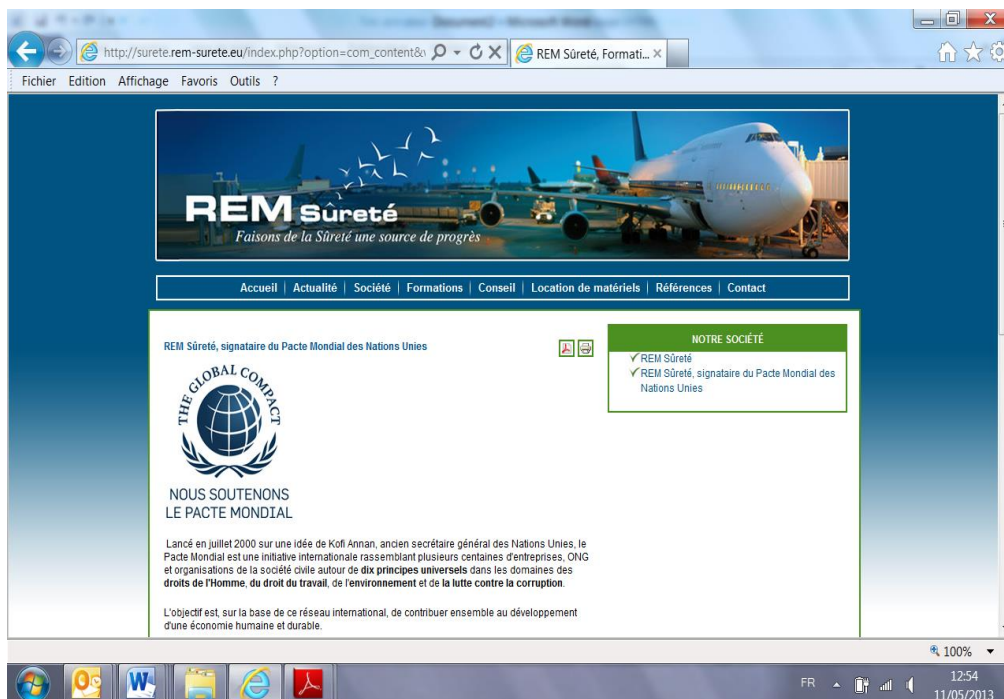 http://surete.rem-surete.eu/index.php?option=com_content&
REM Sûreté, Formati...
Fichier Edition Affichage Favoris Outils ?
REM Sûreté
Faisons de la Sûreté une source de progrès
Accueil | Actualité | Société | Formations | Conseil | Location de matériels | Références | Contact
REM Sûreté, signataire du Pacte Mondial des Nations Unies
THE GLOBAL COMPACT
NOUS SOUTENONS
LE PACTE MONDIAL
Lancé en juillet 2000 sur une idée de Kofi Annan, ancien secrétaire général des Nations Unies, le
Pacte Mondial est une initiative internationale rassemblant plusieurs centaines d'entreprises, ONG
et organisations de la société civile autour de dix principes universels dans les domaines des
droits de l'Homme, du droit du travail, de l'environnement et de la lutte contre la corruption.
L'objectif est, sur la base de ce réseau international, de contribuer ensemble au développement
d'une économie humaine et durable.
NOTRE SOCIÉTÉ
REM Sûreté
REM Sûreté, signataire du Pacte Mondial des
Nations Unies
100%
FR
12:54
11/05/2013